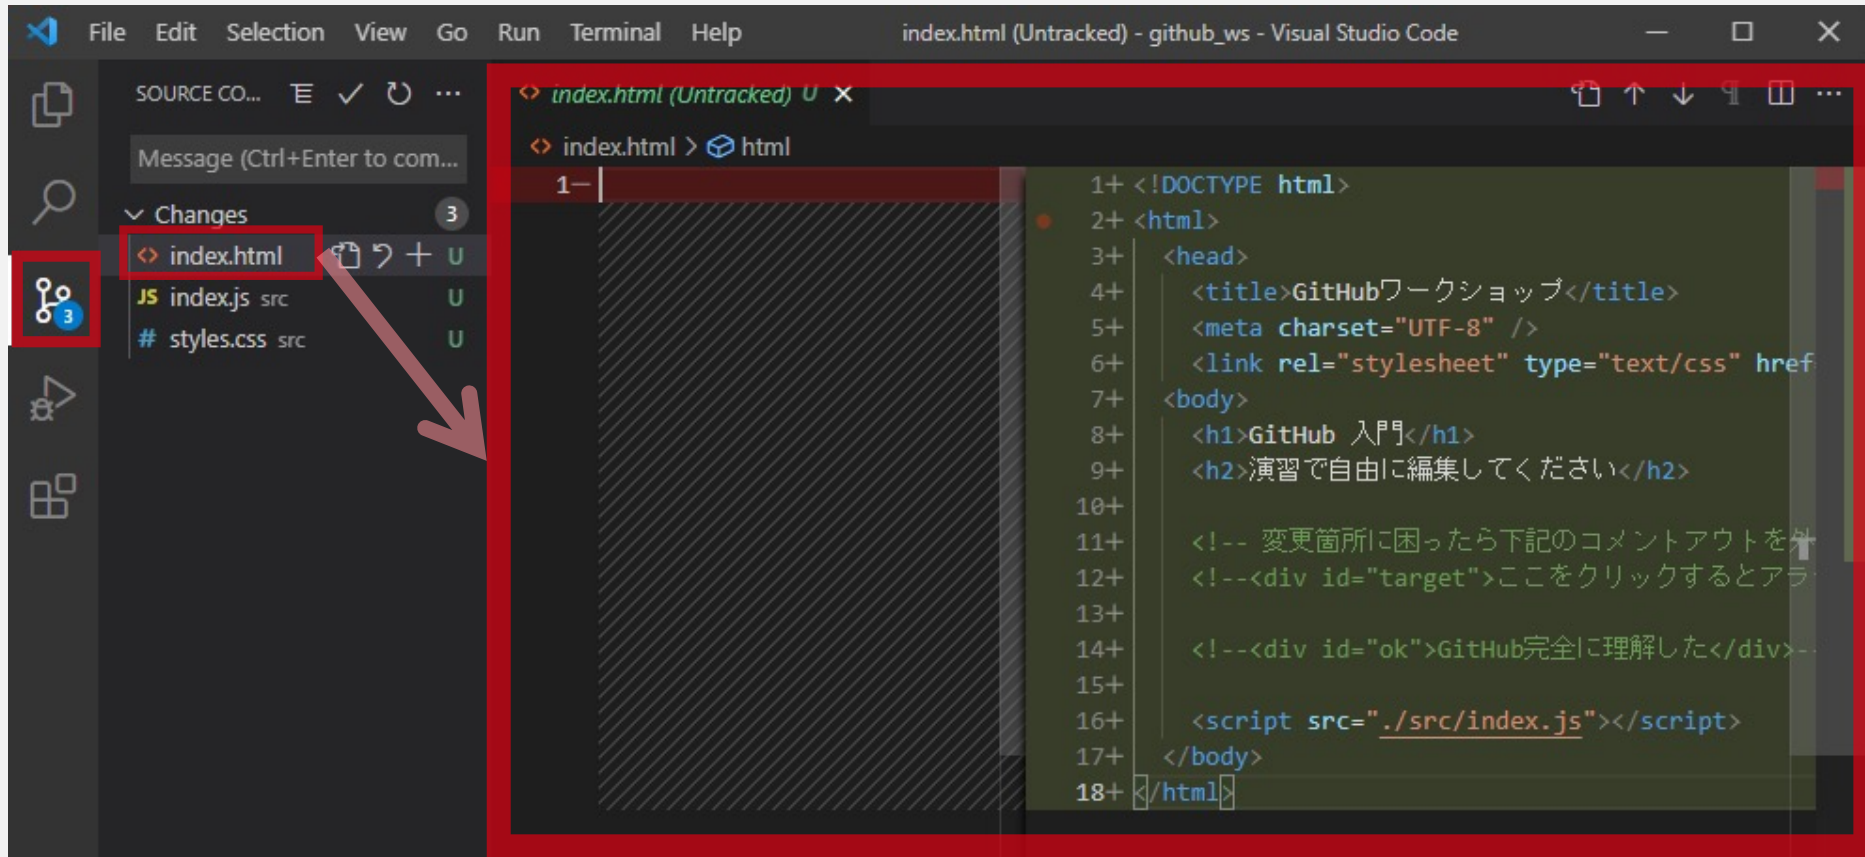 File Edit Selection View Go Run Terminal Help index.html (Untracked) - github_ws - Visual Studio Code
SOURCE CO...
Message (Ctrl+Enter to com...
Changes 3
index.html U
JS index.js src U
# styles.css src U
3
index.html (Untracked) U
index.html > html
1
1+ <!DOCTYPE html>
2+ <html>
3+ <head>
4+ <title>GitHubワークショップ</title>
5+ <meta charset="UTF-8" />
6+ <link rel="stylesheet" type="text/css" href
7+ <body>
8+ <h1>GitHub 入門</h1>
9+ <h2>演習で自由に編集してください</h2>
10+
11+ <!-- 変更箇所に困ったら下記のコメントアウトを外
12+ <!--<div id="target">ここをクリックするとアラ
13+
14+ <!--<div id="ok">GitHub完全に理解した</div>--
15+
16+ <script src="./src/index.js"></script>
17+ </body>
18+ </html>